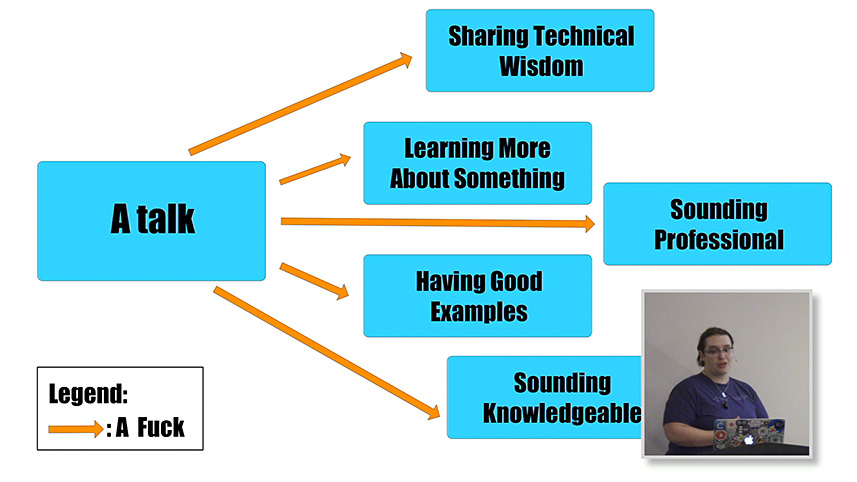 Sharing Technical
Wisdom
Learning More
About Something
A talk
Sounding
Professional
Having Good
Examples
Sounding
Knowledgeable
Legend:
: A Fuck